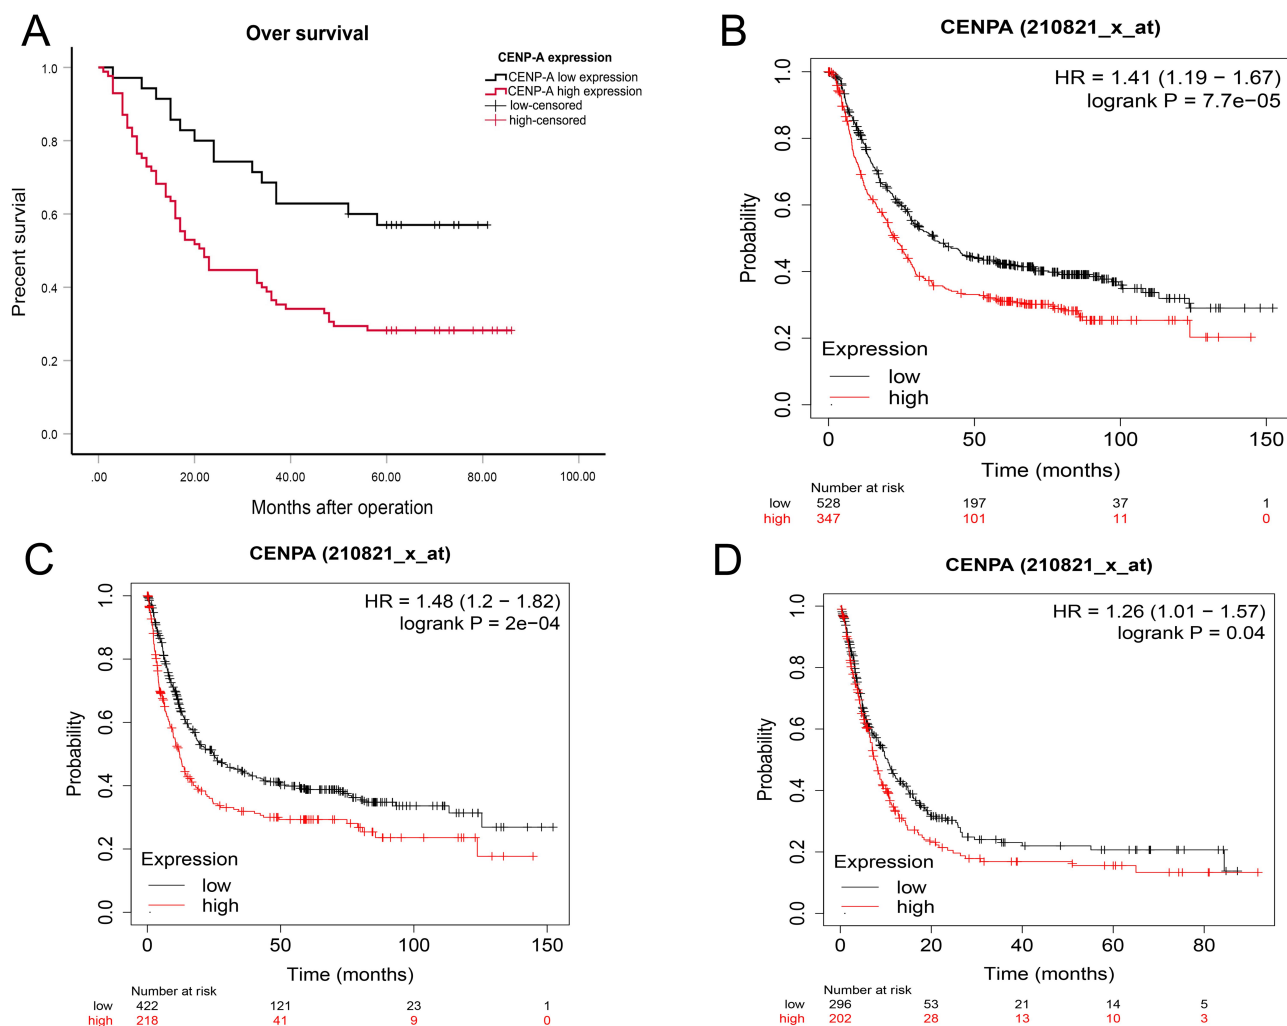 A
Over survival
CENP-A expression
CENP-A low expression
CENP-A high expression
low-censored
high-censored
Precent survival
1.0
0.8
0.6
0.4
0.2
0.0
.00 20.00 40.00 60.00 80.00 100.00
Months after operation
B
CENPA (210821_x_at)
HR = 1.41 (1.19 − 1.67)
logrank P = 7.7e−05
Probability
1.0
0.8
0.6
0.4
0.2
0.0
Expression
low
high
0 50 100 150
Time (months)
Number at risk
low 528 197 37 1
high 347 101 11 0
C
CENPA (210821_x_at)
HR = 1.48 (1.2 − 1.82)
logrank P = 2e−04
Probability
1.0
0.8
0.6
0.4
0.2
0.0
Expression
low
high
0 50 100 150
Time (months)
Number at risk
low 422 121 23 1
high 218 41 9 0
D
CENPA (210821_x_at)
HR = 1.26 (1.01 − 1.57)
logrank P = 0.04
Probability
1.0
0.8
0.6
0.4
0.2
0.0
Expression
low
high
0 20 40 60 80
Time (months)
Number at risk
low 296 53 21 14 5
high 202 28 13 10 3